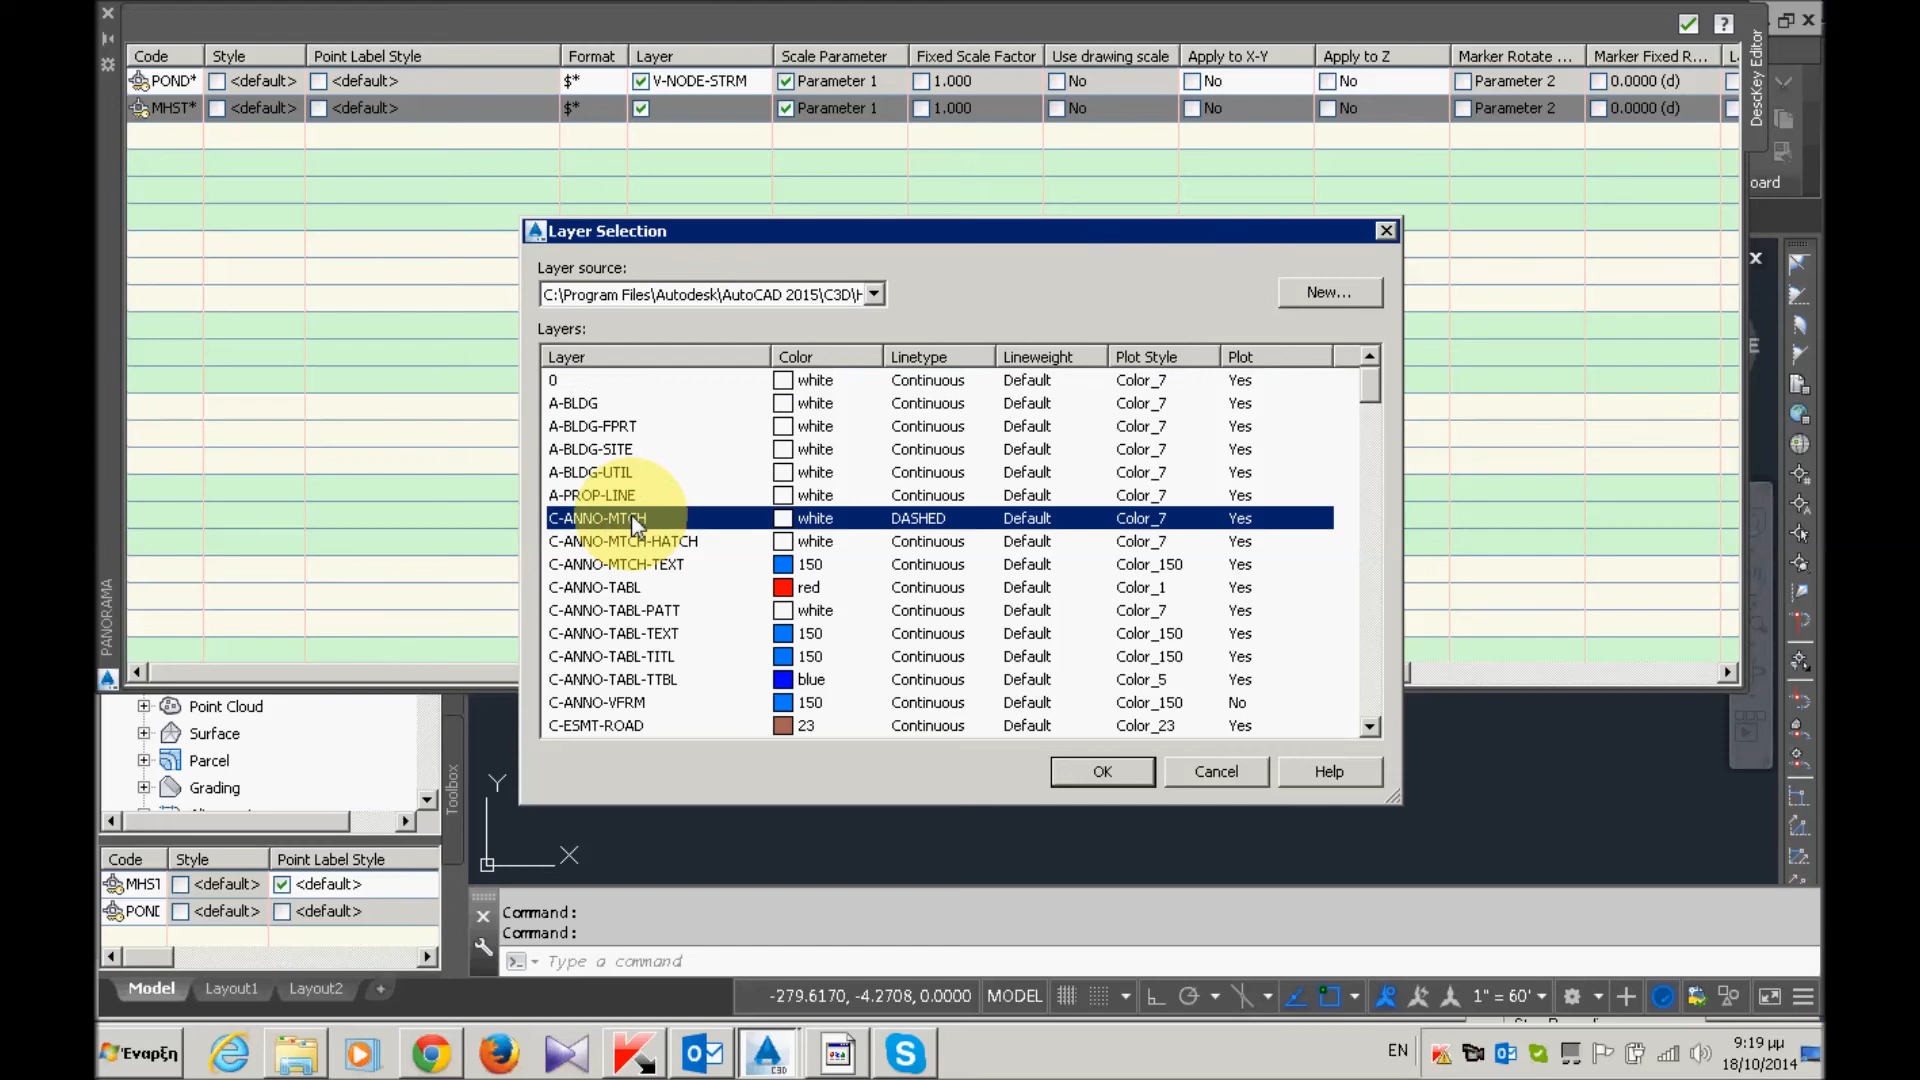 Code Style Point Label Style Format Layer Scale Parameter Fixed Scale Factor Use drawing scale Apply to X-Y Apply to Z Marker Rotate ... Marker Fixed R...
POND* <default> <default> $* V-NODE-STRM Parameter 1 1.000 No No No Parameter 2 0.0000 (d)
MHST* <default> <default> $* Parameter 1 1.000 No No No Parameter 2 0.0000 (d)
DescKey Editor
oard
PANORAMA
Layer Selection
Layer source:
C:\Program Files\Autodesk\AutoCAD 2015\C3D\H
New...
Layers:
Layer Color Linetype Lineweight Plot Style Plot
0 white Continuous Default Color_7 Yes
A-BLDG white Continuous Default Color_7 Yes
A-BLDG-FPRT white Continuous Default Color_7 Yes
A-BLDG-SITE white Continuous Default Color_7 Yes
A-BLDG-UTIL white Continuous Default Color_7 Yes
A-PROP-LINE white Continuous Default Color_7 Yes
C-ANNO-MTCH white DASHED Default Color_7 Yes
C-ANNO-MTCH-HATCH white Continuous Default Color_7 Yes
C-ANNO-MTCH-TEXT 150 Continuous Default Color_150 Yes
C-ANNO-TABL red Continuous Default Color_1 Yes
C-ANNO-TABL-PATT white Continuous Default Color_7 Yes
C-ANNO-TABL-TEXT 150 Continuous Default Color_150 Yes
C-ANNO-TABL-TITL 150 Continuous Default Color_150 Yes
C-ANNO-TABL-TTBL blue Continuous Default Color_5 Yes
C-ANNO-VFRM 150 Continuous Default Color_150 No
C-ESMT-ROAD 23 Continuous Default Color_23 Yes
OK Cancel Help
Point Cloud
Surface
Parcel
Grading
Toolbox
Y
X
Code Style Point Label Style
MHST <default> <default>
POND <default> <default>
Command:
Command:
Type a command
Model Layout1 Layout2 +
-279.6170, -4.2708, 0.0000 MODEL 1" = 60'
Έναρξη
C3D
EN
9:19 μμ
18/10/2014